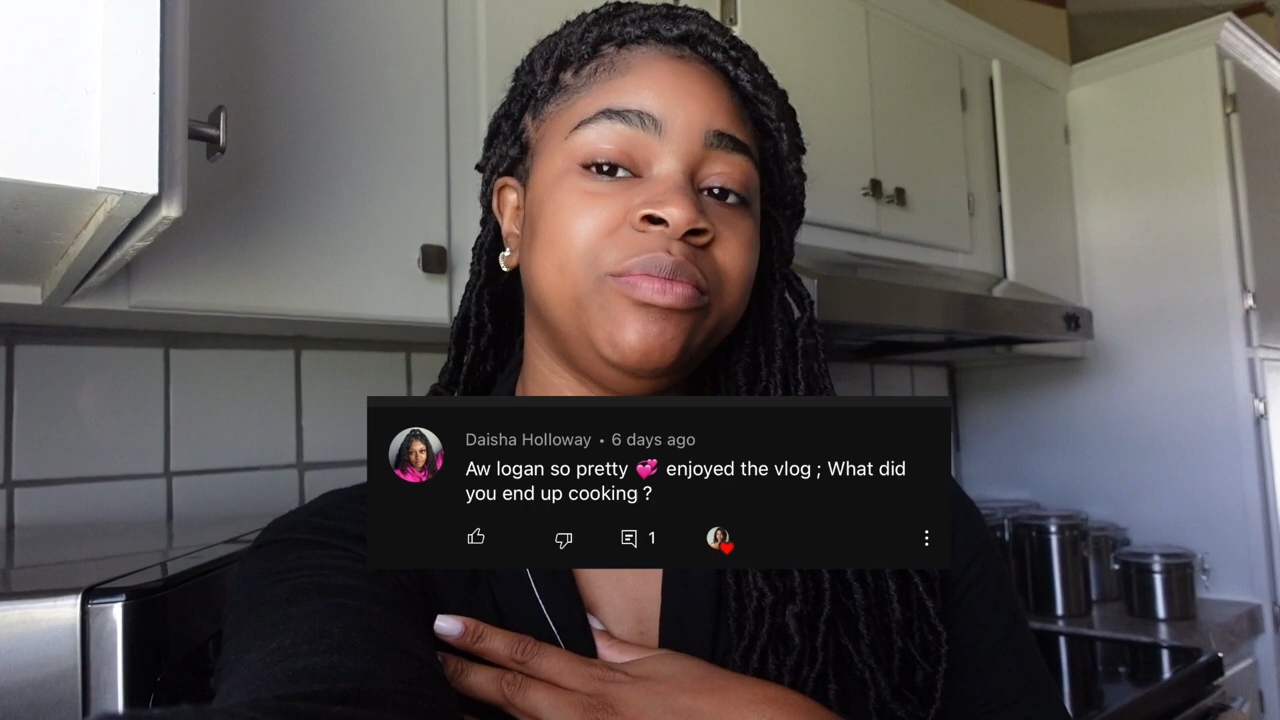 Daisha Holloway • 6 days ago
Aw logan so pretty 💞 enjoyed the vlog ; What did
you end up cooking ?
1